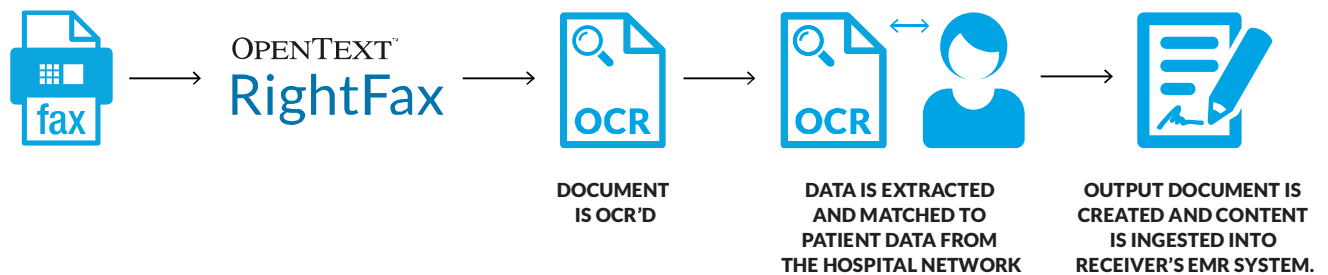 fax
OPENTEXT™
RightFax
OCR
OCR
DOCUMENT
IS OCR’D
DATA IS EXTRACTED
AND MATCHED TO
PATIENT DATA FROM
THE HOSPITAL NETWORK
OUTPUT DOCUMENT IS
CREATED AND CONTENT
IS INGESTED INTO
RECEIVER’S EMR SYSTEM.